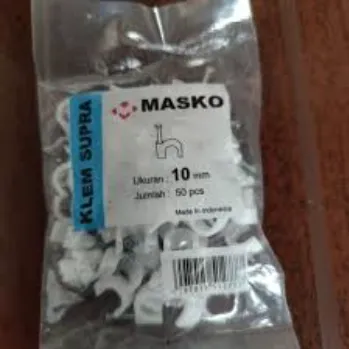 KLEM SUPRA
MASKO
Ukuran : 10 mm
Jumlah : 50 pcs
Made In Indonesia